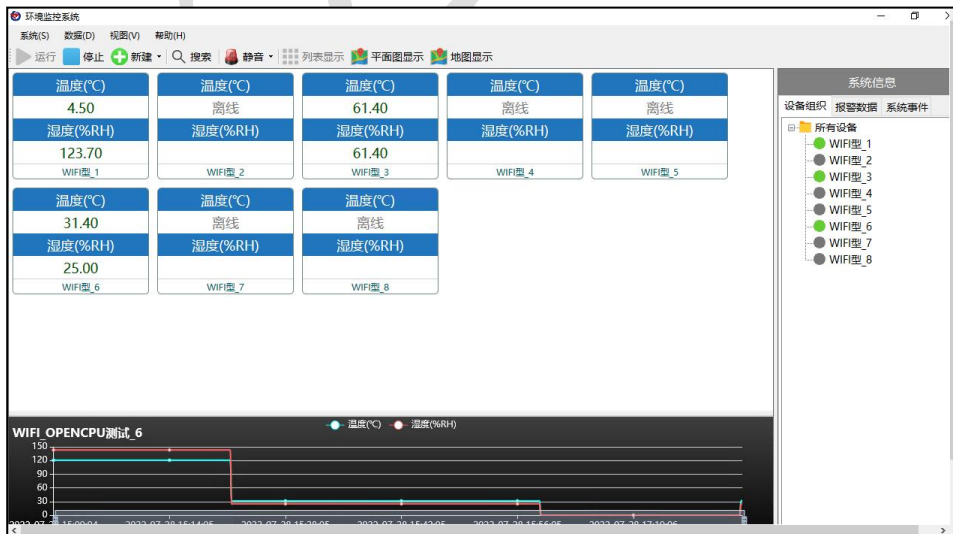 环境监控系统
系统(S) 数据(D) 视图(V) 帮助(H)
运行 停止 新建 搜索 静音 列表显示 平面图显示 地图显示
温度(℃) 温度(℃) 温度(℃) 温度(℃) 温度(℃)
4.50 离线 61.40 离线 离线
湿度(%RH) 湿度(%RH) 湿度(%RH) 湿度(%RH) 湿度(%RH)
123.70 61.40
WIFI型_1 WIFI型_2 WIFI型_3 WIFI型_4 WIFI型_5
温度(℃) 温度(℃) 温度(℃)
31.40 离线 离线
湿度(%RH) 湿度(%RH) 湿度(%RH)
25.00
WIFI型_6 WIFI型_7 WIFI型_8
系统信息
设备组织 报警数据 系统事件
所有设备
WIFI型_1
WIFI型_2
WIFI型_3
WIFI型_4
WIFI型_5
WIFI型_6
WIFI型_7
WIFI型_8
温度(℃) 湿度(%RH)
WIFI_OPENCPU测试_6
150
120
90
60
30
0